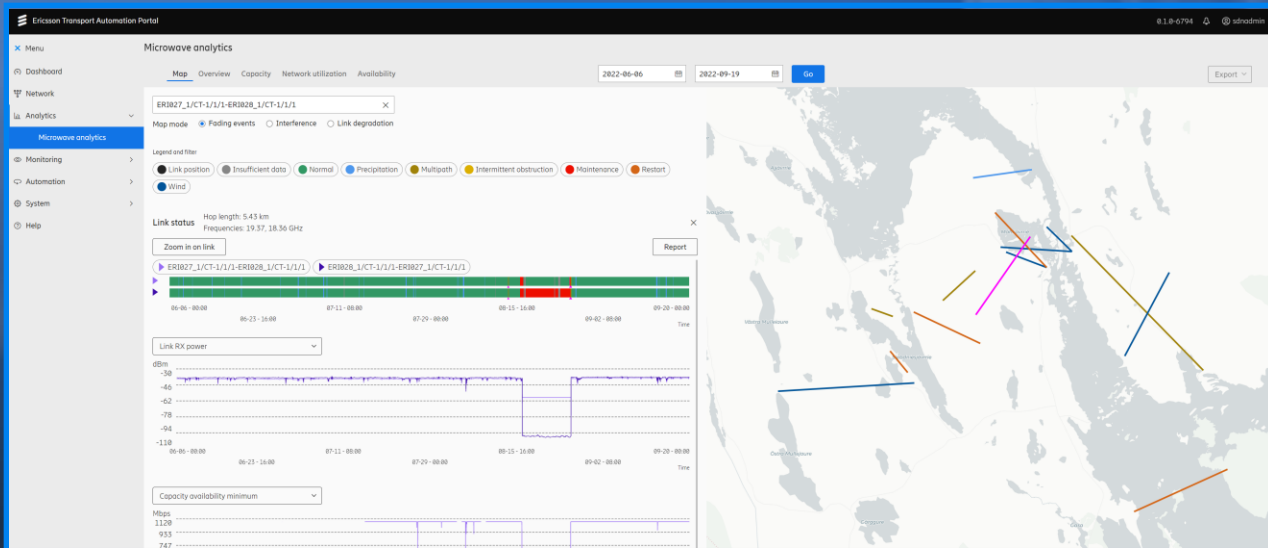 Ericsson Transport Automation Portal
0.1.0-6794
sdnadmin
Menu
Dashboard
Network
Analytics
Microwave analytics
Monitoring
Automation
System
Help
Microwave analytics
Map Overview Capacity Network utilization Availability
2022-06-06
2022-09-19
Go
Export
ERI027_1/CT-1/1/1-ERI028_1/CT-1/1/1
Map mode Fading events Interference Link degradation
Legend and filter
Link position Insufficient data Normal Precipitation Multipath Intermittent obstruction Maintenance Restart
Wind
Link status
Hop length: 5.43 km
Frequencies: 19.37, 18.36 GHz
Zoom in on link
Report
ERI027_1/CT-1/1/1-ERI028_1/CT-1/1/1 ERI028_1/CT-1/1/1-ERI027_1/CT-1/1/1
06-06-00:00 07-11-08:00 08-15-16:00 09-20-00:00
06-23-16:00 07-29-00:00 09-02-08:00
Time
Link RX power
dBm
-30
-46
-62
-78
-94
-110
06-06-00:00 07-11-08:00 08-15-16:00 09-20-00:00
06-23-16:00 07-29-00:00 09-02-08:00
Time
Capacity availability minimum
Mbps
1120
933
747